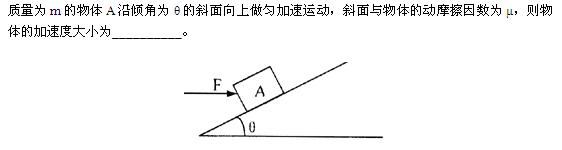 质量为 m 的物体 A 沿倾角为 θ 的斜面向上做匀加速运动，斜面与物体的动摩擦因数为 μ，则物
体的加速度大小为__________。
F
A
θ